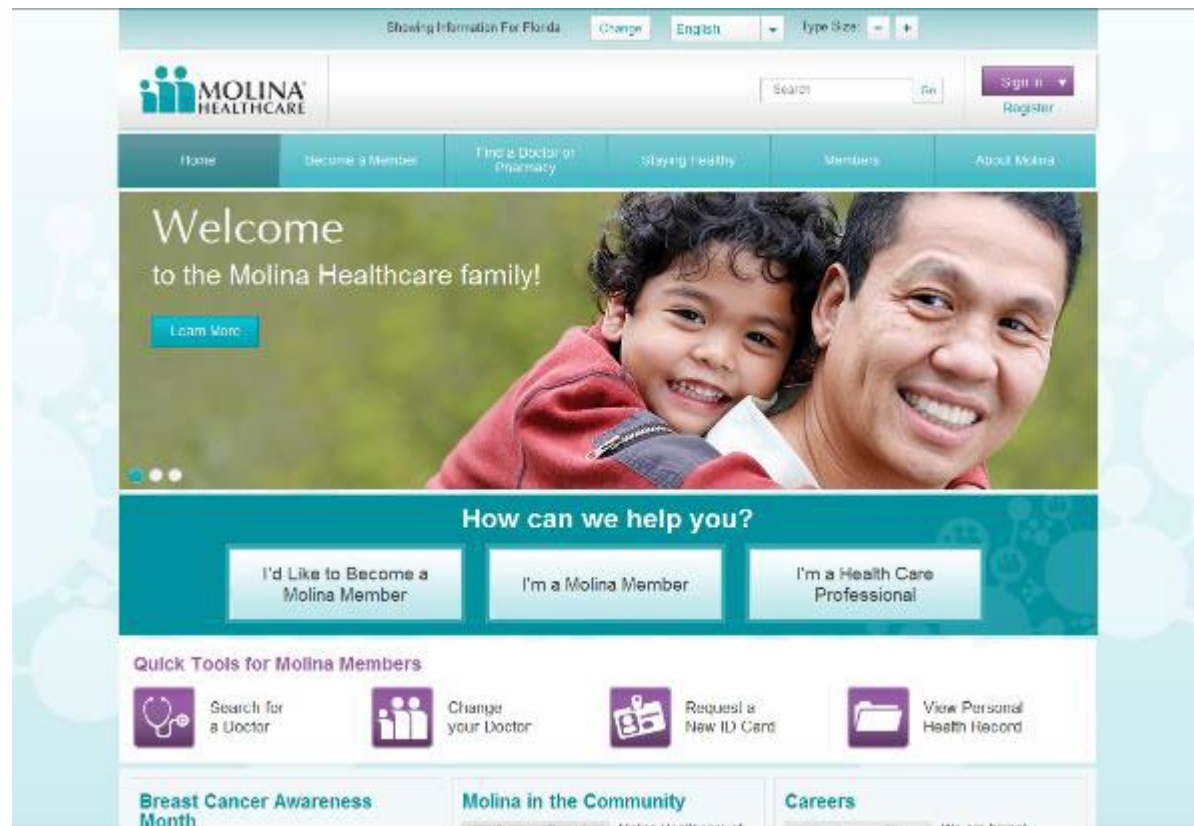 Showing Information For Florida
Change
English
Type Size: - +
MOLINA
HEALTHCARE
Search
Go
Sign In
Register
Home
Become a Member
Find a Doctor or
Pharmacy
Staying Healthy
Members
About Molina
Welcome
to the Molina Healthcare family!
Learn More
How can we help you?
I'd Like to Become a
Molina Member
I'm a Molina Member
I'm a Health Care
Professional
Quick Tools for Molina Members
Search for
a Doctor
Change
your Doctor
Request a
New ID Card
View Personal
Health Record
Breast Cancer Awareness
Month
Molina in the Community
Careers